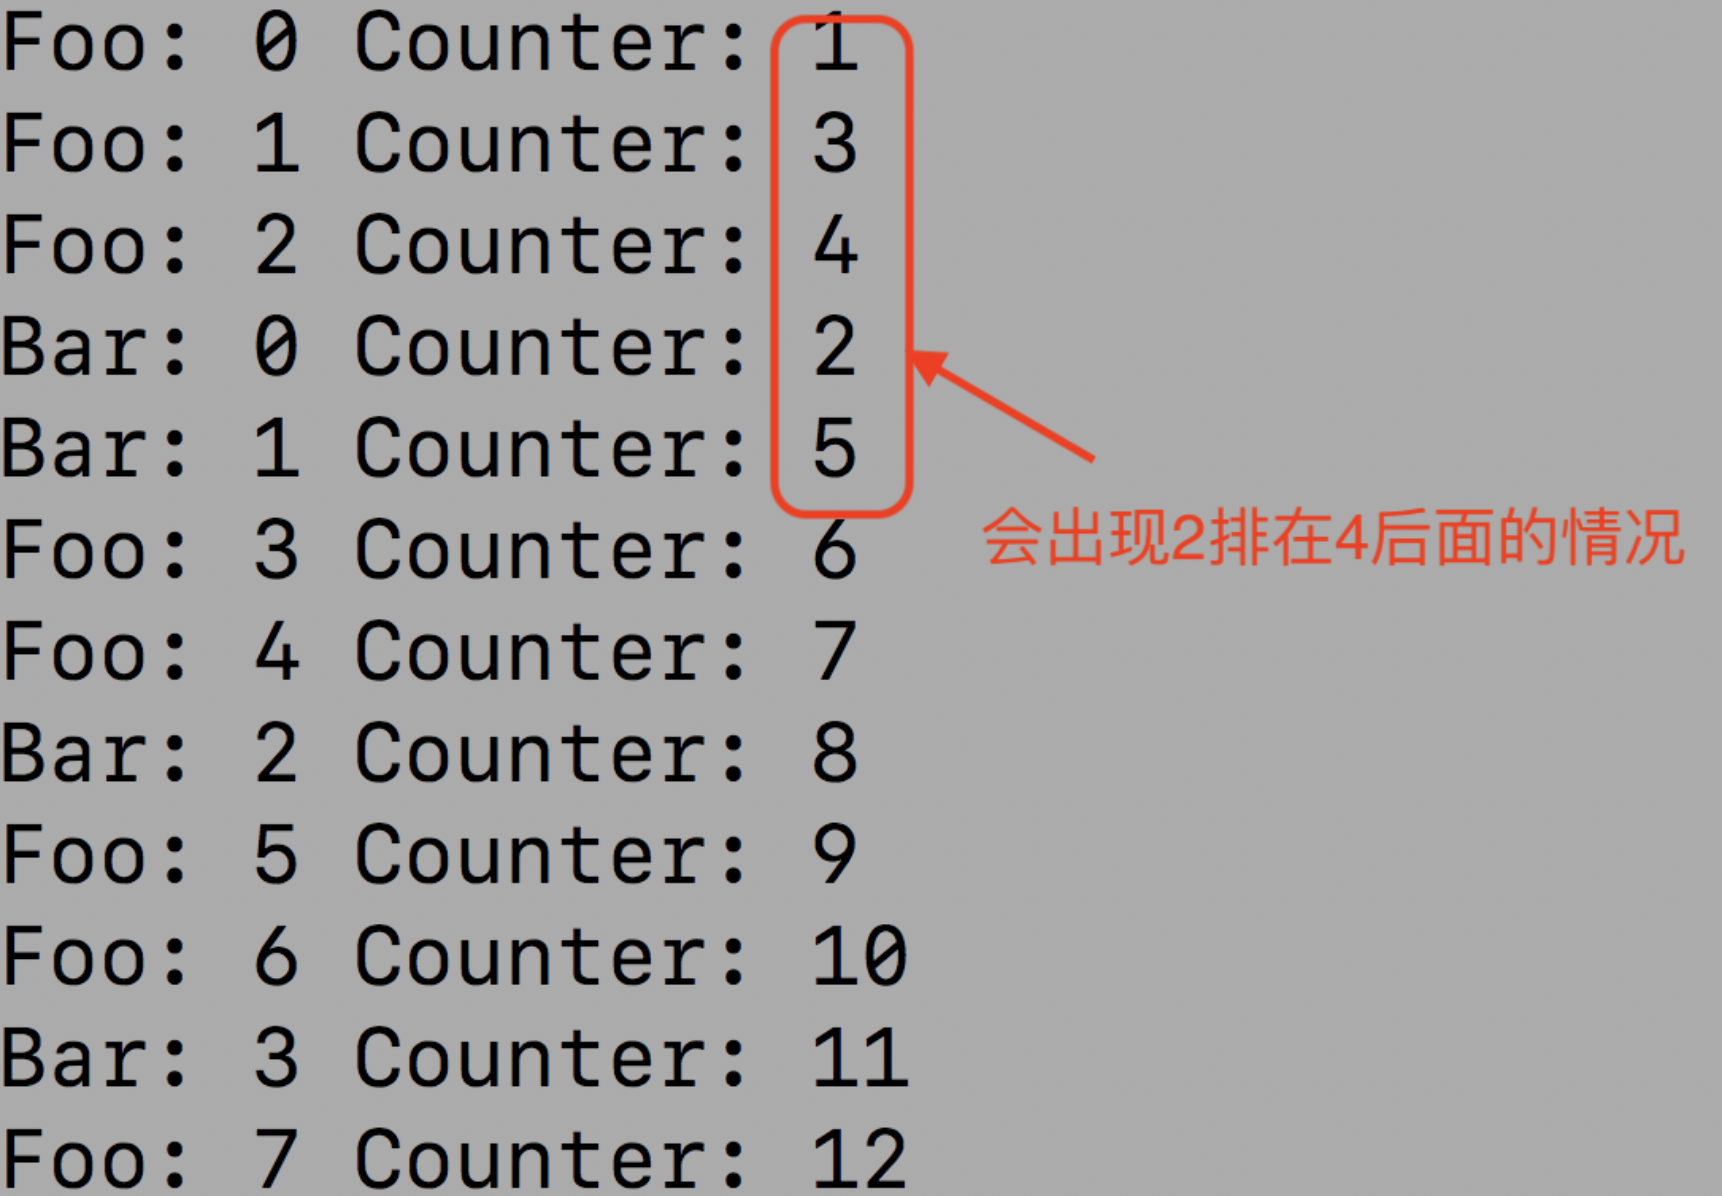 Foo: 0 Counter: 1
Foo: 1 Counter: 3
Foo: 2 Counter: 4
Bar: 0 Counter: 2
Bar: 1 Counter: 5
Foo: 3 Counter: 6
会出现2排在4后面的情况
Foo: 4 Counter: 7
Bar: 2 Counter: 8
Foo: 5 Counter: 9
Foo: 6 Counter: 10
Bar: 3 Counter: 11
Foo: 7 Counter: 12